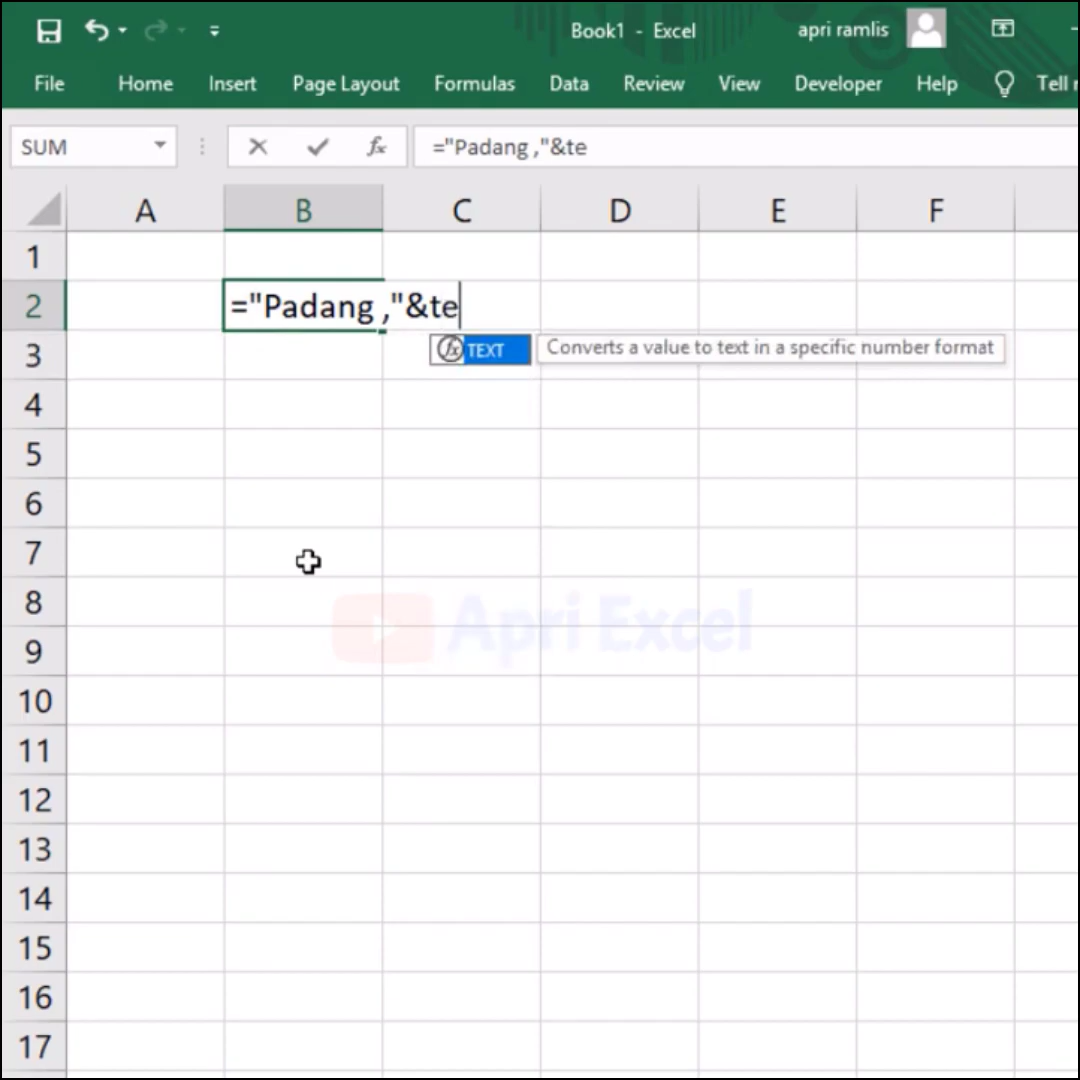 Book1 - Excel
apri ramlis
File Home Insert Page Layout Formulas Data Review View Developer Help Tell
SUM fx ="Padang ,"&te
A B C D E F
1
2 ="Padang ,"&te
fx TEXT Converts a value to text in a specific number format
3
4
5
6
7
8
Apri Excel
9
10
11
12
13
14
15
16
17